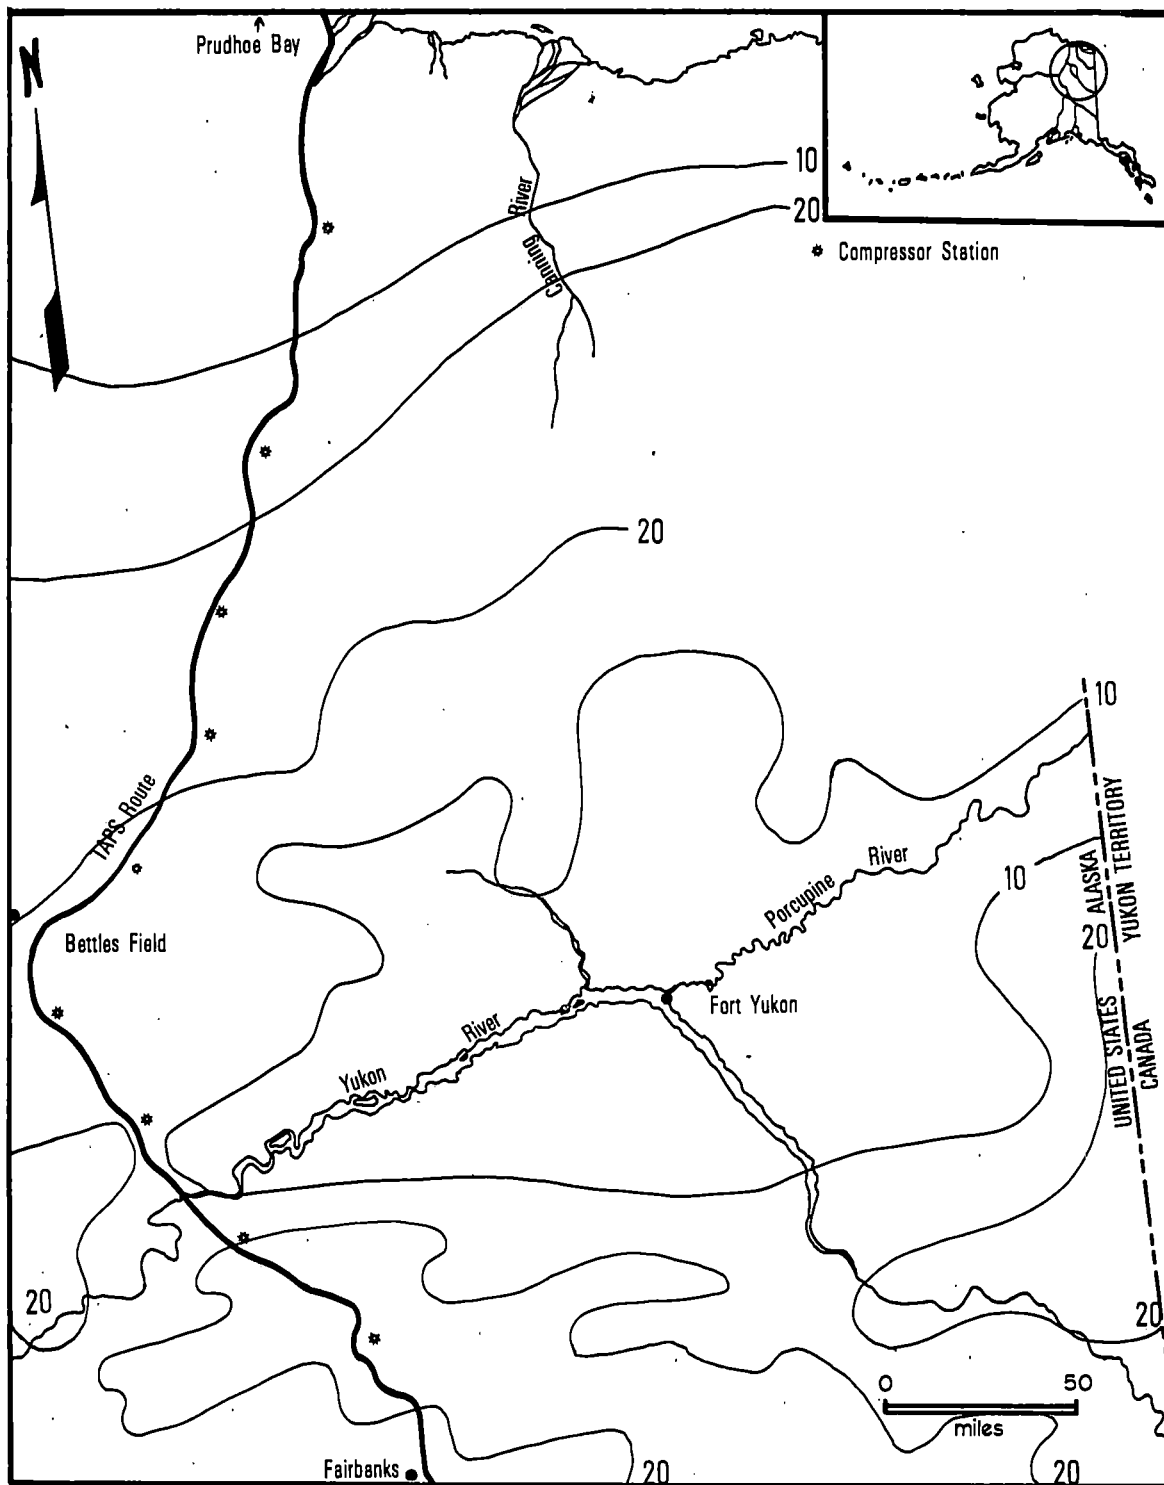 Prudhoe Bay
N
10
River
20
Canning
* Compressor Station
20
10
TAPS Route
River
ALASKA
YUKON TERRITORY
Porcupine
10
20
Bettles Field
Fort Yukon
River
UNITED STATES
CANADA
Yukon
20
20
0 50
miles
Fairbanks
20
20